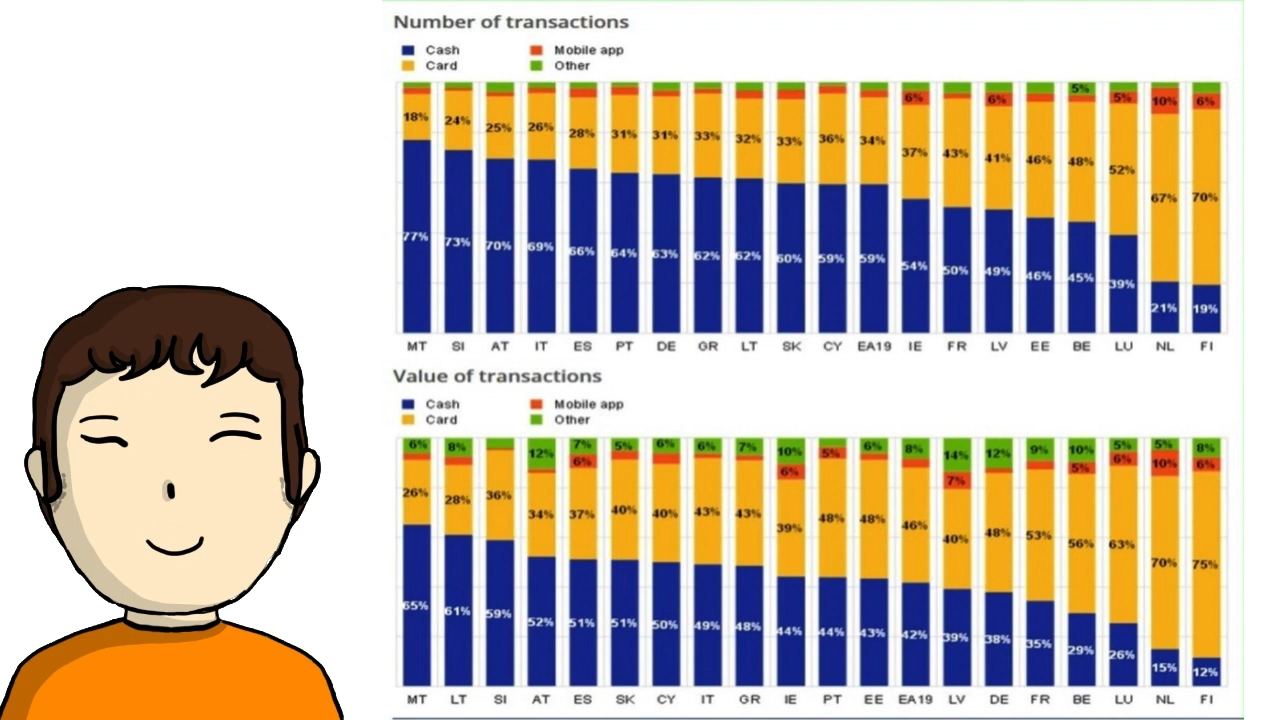 Number of transactions
Cash Mobile app
Card Other
5%
6% 6% 5% 10% 6%
18% 24% 25% 26% 28% 31% 31% 33% 32% 33% 36% 34% 37% 43% 41% 46% 48% 52% 67% 70%
77% 73% 70% 69% 66% 64% 63% 62% 62% 60% 59% 59% 54% 50% 49% 46% 45% 39% 21% 19%
MT SI AT IT ES PT DE GR LT SK CY EA19 IE FR LV EE BE LU NL FI
Value of transactions
Cash Mobile app
Card Other
6% 8% 12% 7% 5% 6% 6% 7% 10% 6% 8% 14% 12% 9% 10% 5% 5% 8%
6% 6% 5% 7% 5% 6% 10% 6%
26% 28% 36% 34% 37% 40% 40% 43% 43% 39% 48% 48% 46% 40% 48% 53% 56% 63% 70% 75%
65% 61% 59% 52% 51% 51% 50% 49% 48% 44% 44% 43% 42% 39% 38% 35% 29% 26% 15% 12%
MT LT SI AT ES SK CY IT GR IE PT EE EA19 LV DE FR BE LU NL FI